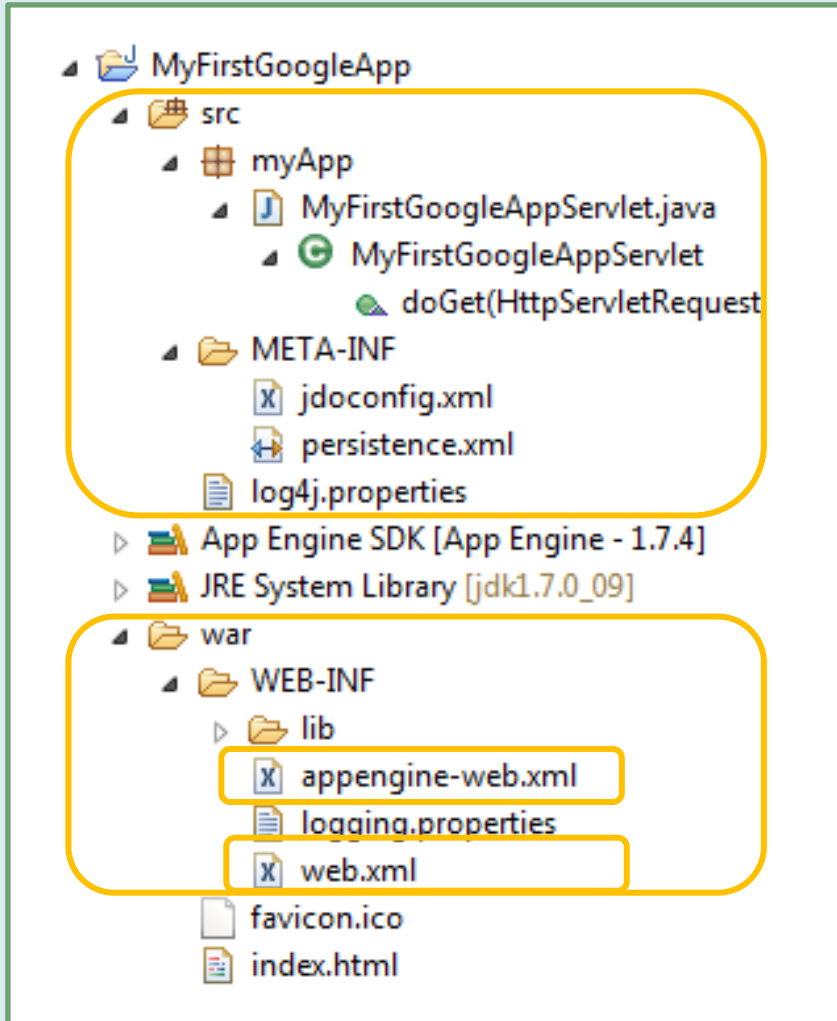 MyFirstGoogleApp
src
myApp
MyFirstGoogleAppServlet.java
MyFirstGoogleAppServlet
doGet(HttpServletRequest
META-INF
jdoconfig.xml
persistence.xml
log4j.properties
App Engine SDK [App Engine - 1.7.4]
JRE System Library [jdk1.7.0_09]
war
WEB-INF
lib
appengine-web.xml
logging.properties
web.xml
favicon.ico
index.html